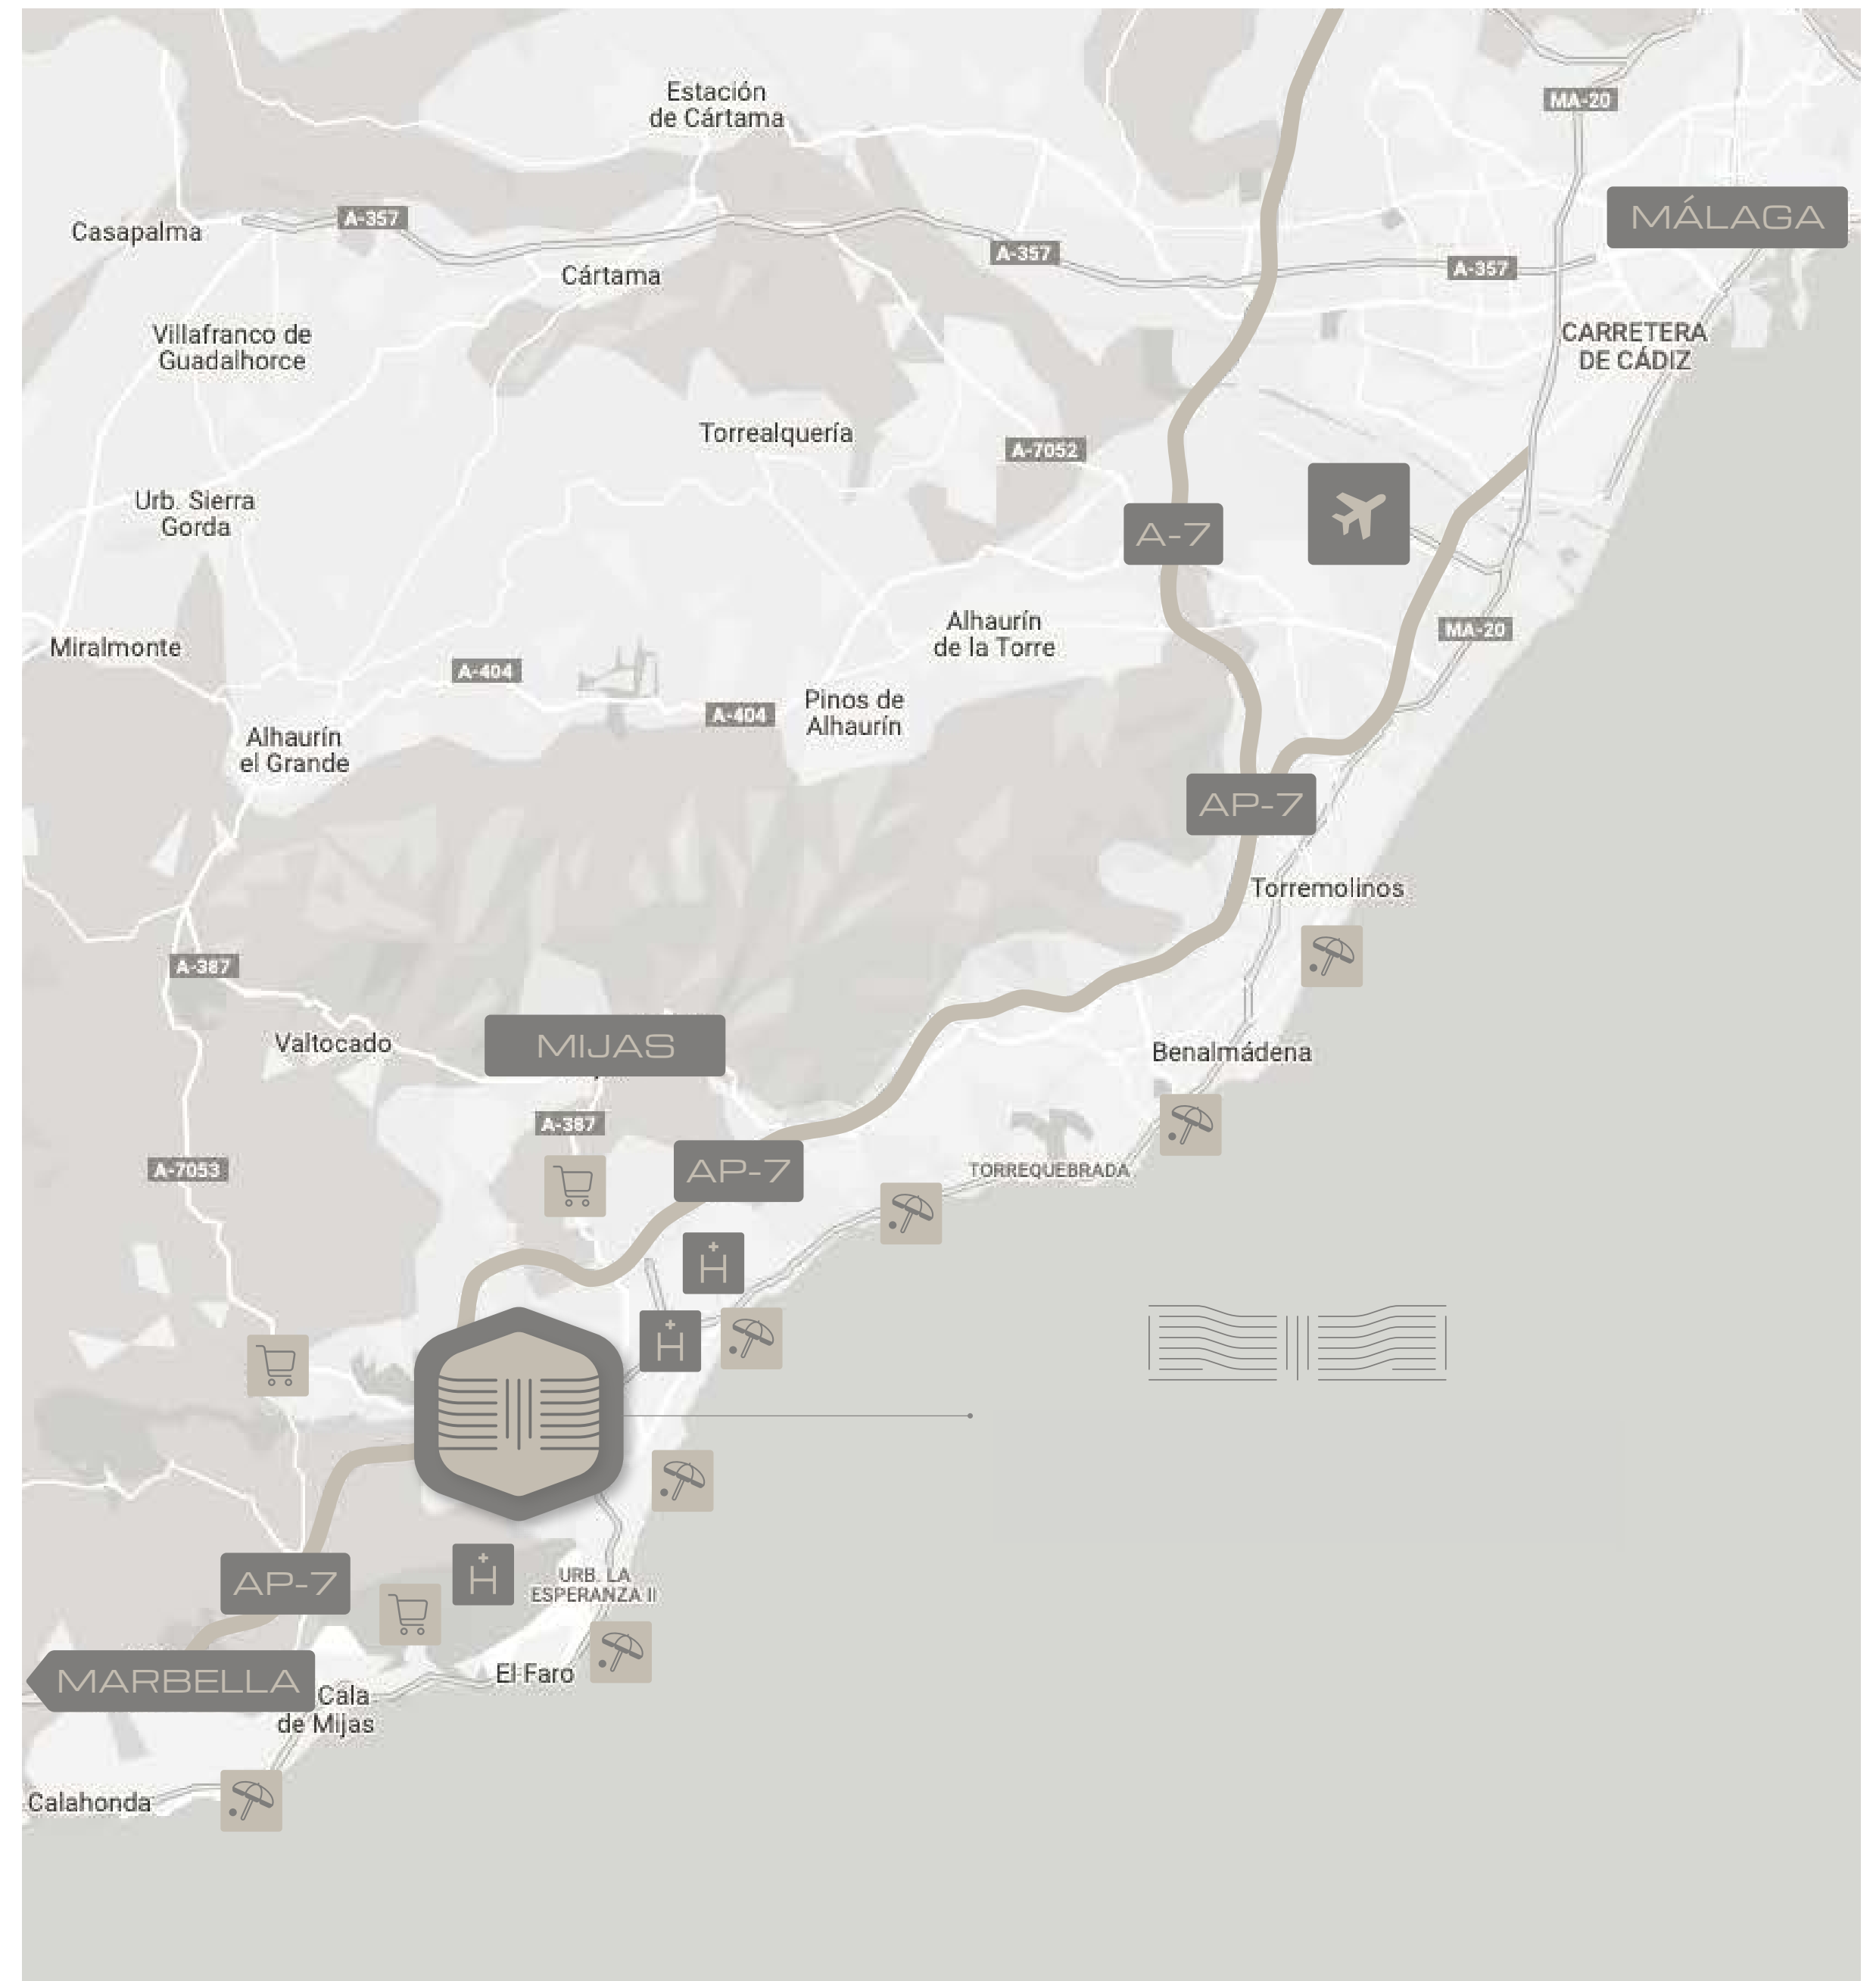 Estación
de Cártama
MA-20
MÁLAGA
Casapalma
A-357
A-357
A-357
Cártama
Villafranco de
Guadalhorce
CARRETERA
DE CÁDIZ
Torrealquería
A-7052
Urb. Sierra
Gorda
A-7
Alhaurín
de la Torre
MA-20
Miralmonte
A-404
A-404
Pinos de
Alhaurín
Alhaurín
el Grande
AP-7
Torremolinos
A-387
Valtocado
MIJAS
Benalmádena
A-387
A-7053
AP-7
TORREQUEBRADA
H
H
AP-7
H
URB. LA
ESPERANZA II
MARBELLA
El Faro
Cala
de Mijas
Calahonda